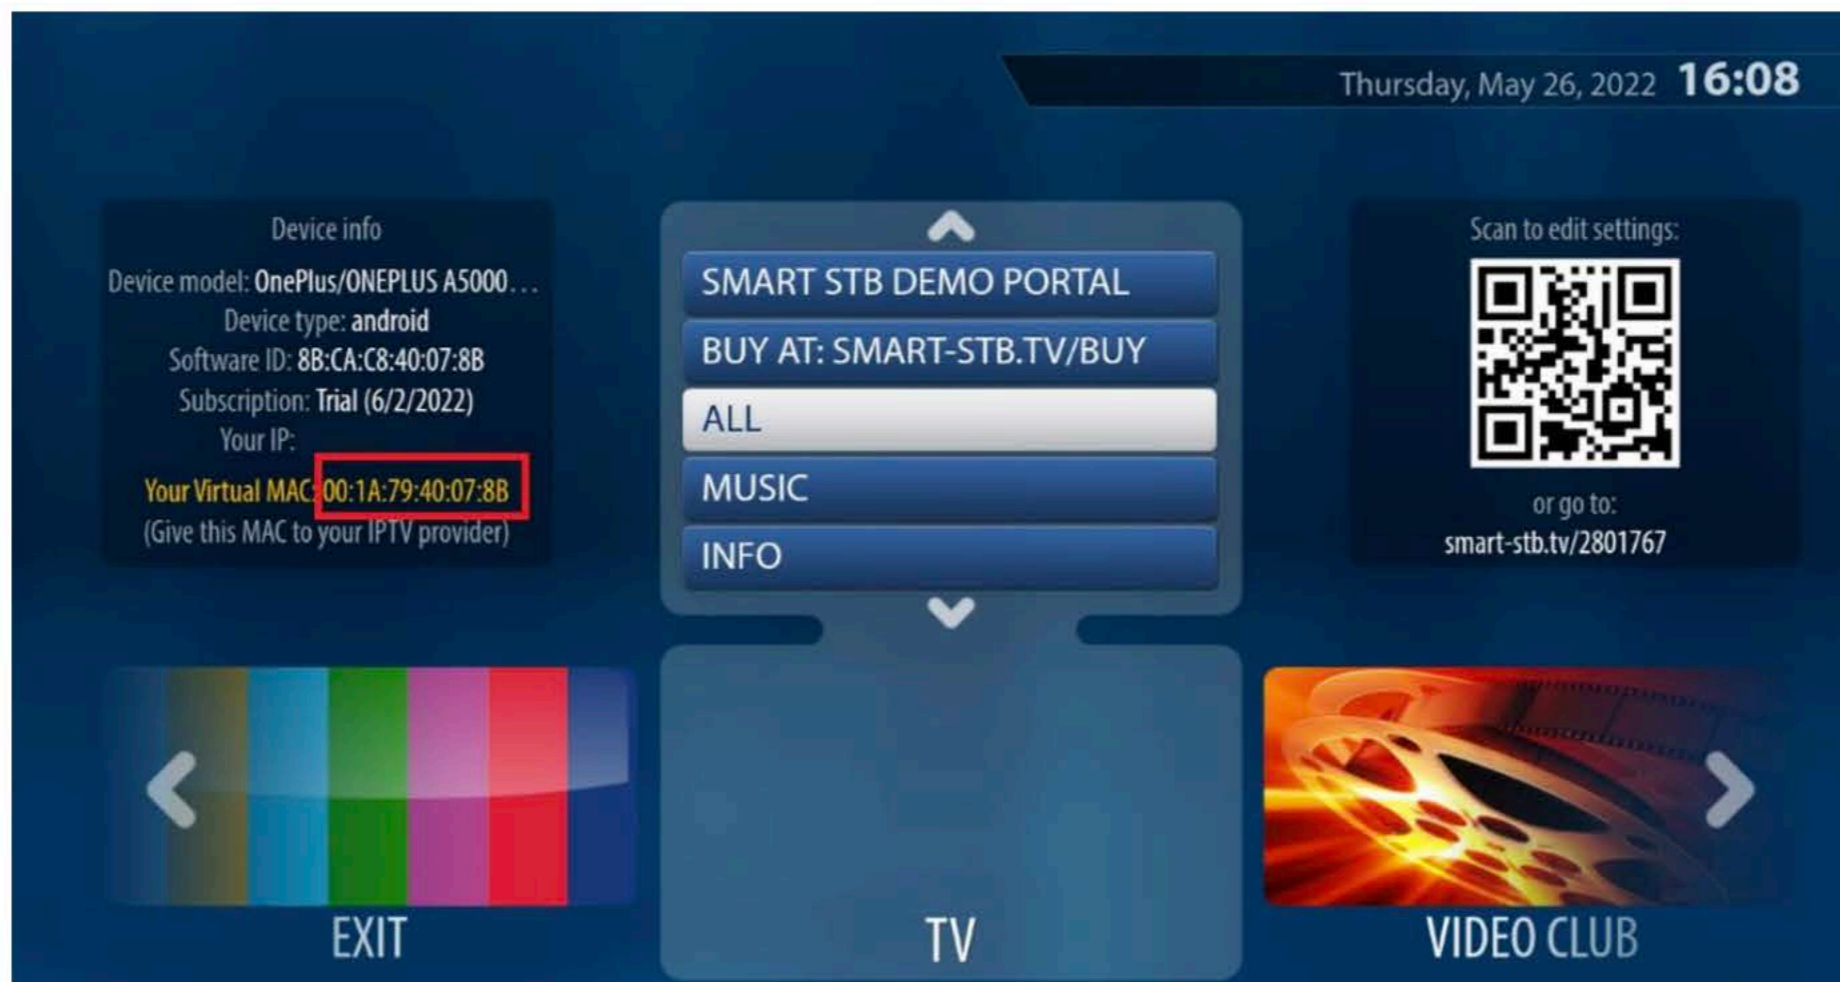 Thursday, May 26, 2022 16:08
Device info
Device model: OnePlus/ONEPLUS A5000...
Device type: android
Software ID: 8B:CA:C8:40:07:8B
Subscription: Trial (6/2/2022)
Your IP:
Your Virtual MAC: 00:1A:79:40:07:8B
(Give this MAC to your IPTV provider)
SMART STB DEMO PORTAL
BUY AT: SMART-STB.TV/BUY
ALL
MUSIC
INFO
Scan to edit settings:
or go to:
smart-stb.tv/2801767
EXIT
TV
VIDEO CLUB